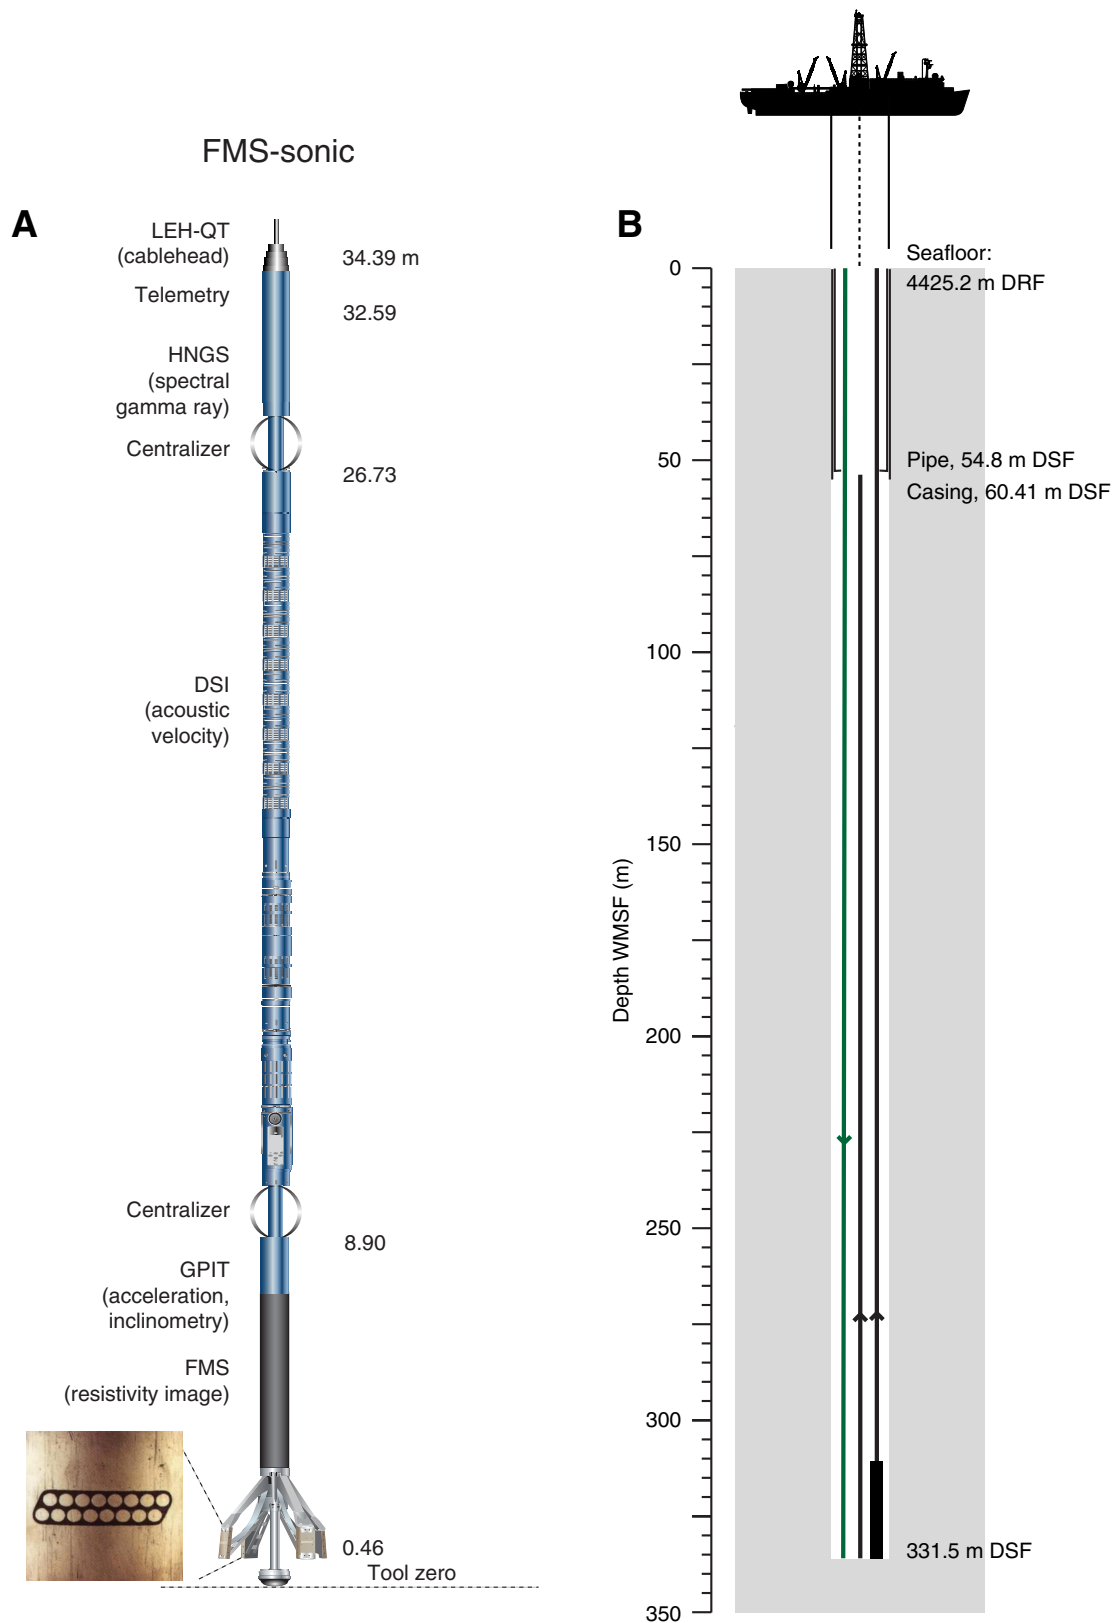 FMS-sonic
A
LEH-QT
(cablehead)
34.39 m
Telemetry
32.59
HNGS
(spectral
gamma ray)
Centralizer
26.73
DSI
(acoustic
velocity)
Centralizer
8.90
GPIT
(acceleration,
inclinometry)
FMS
(resistivity image)
0.46
Tool zero
B
Seafloor:
4425.2 m DRF
Pipe, 54.8 m DSF
Casing, 60.41 m DSF
331.5 m DSF
Depth WMSF (m)
0
50
100
150
200
250
300
350